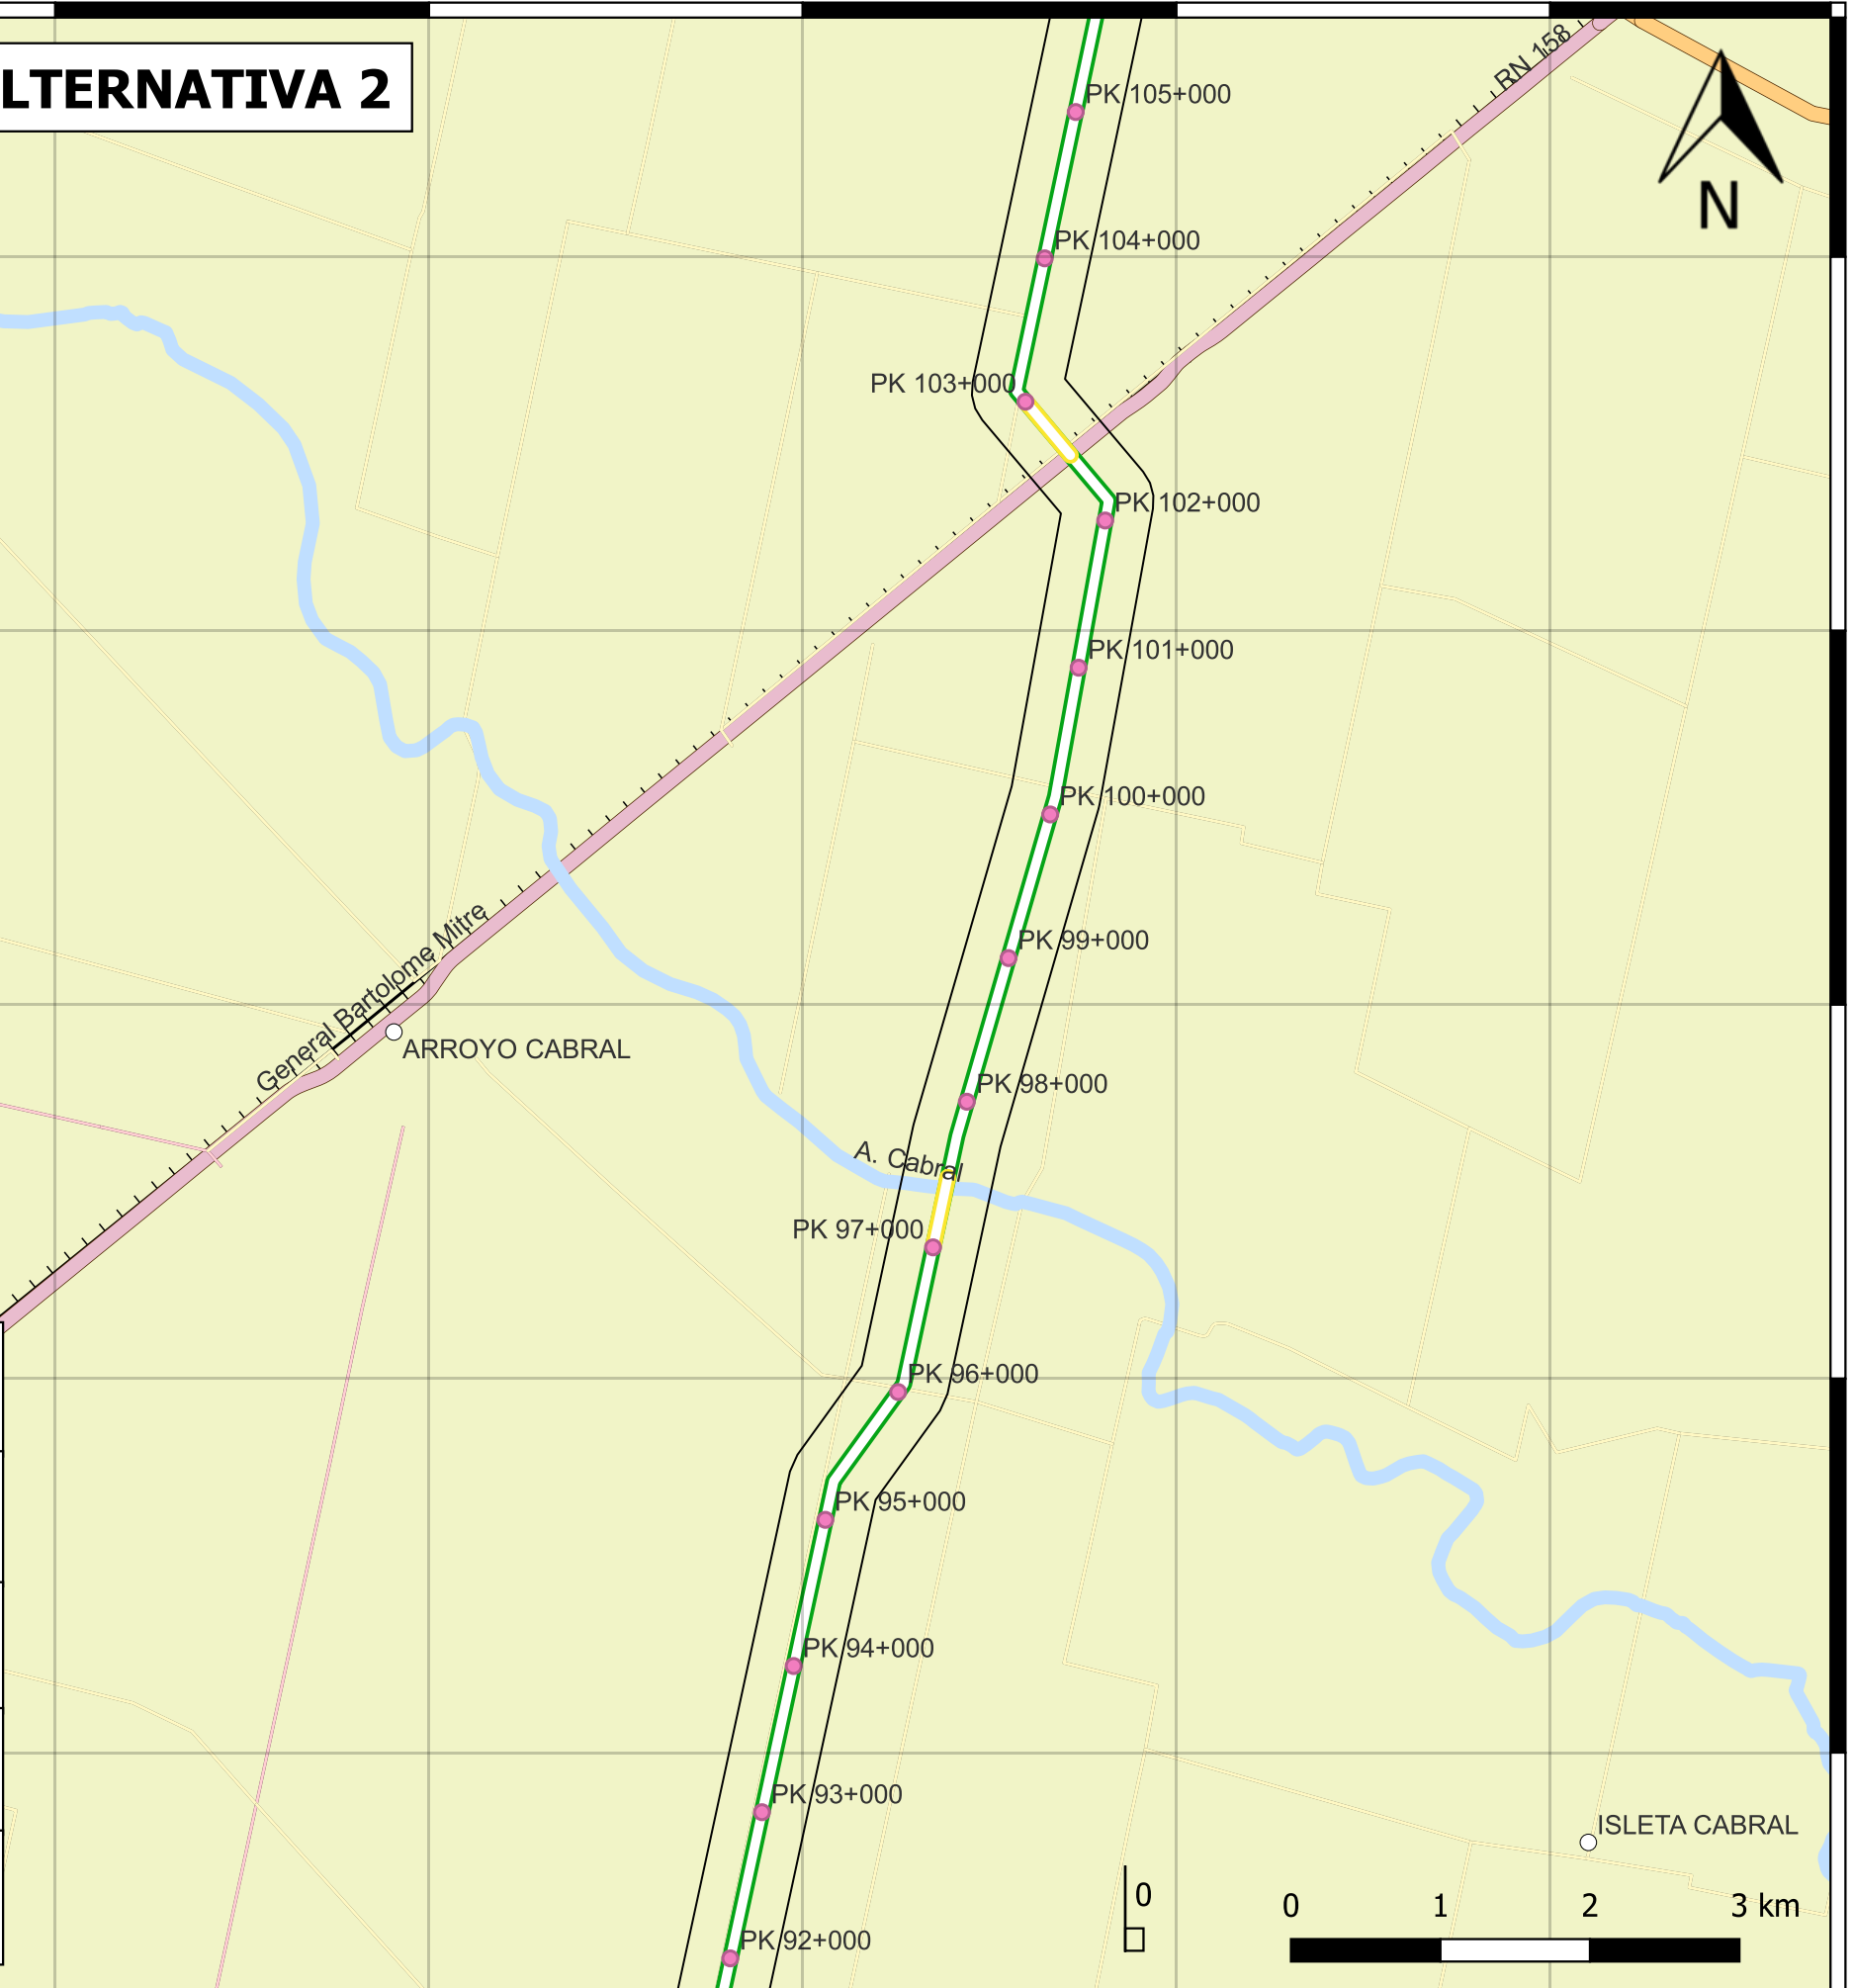 LTERNATIVA 2
RN 158
PK 105+000
N
PK 104+000
PK 103+000
PK 102+000
PK 101+000
PK 100+000
General Bartolome Mitre
PK 99+000
ARROYO CABRAL
PK 98+000
A. Cabral
PK 97+000
PK 96+000
PK 95+000
PK 94+000
PK 93+000
ISLETA CABRAL
0
0 1 2 3 km
PK 92+000